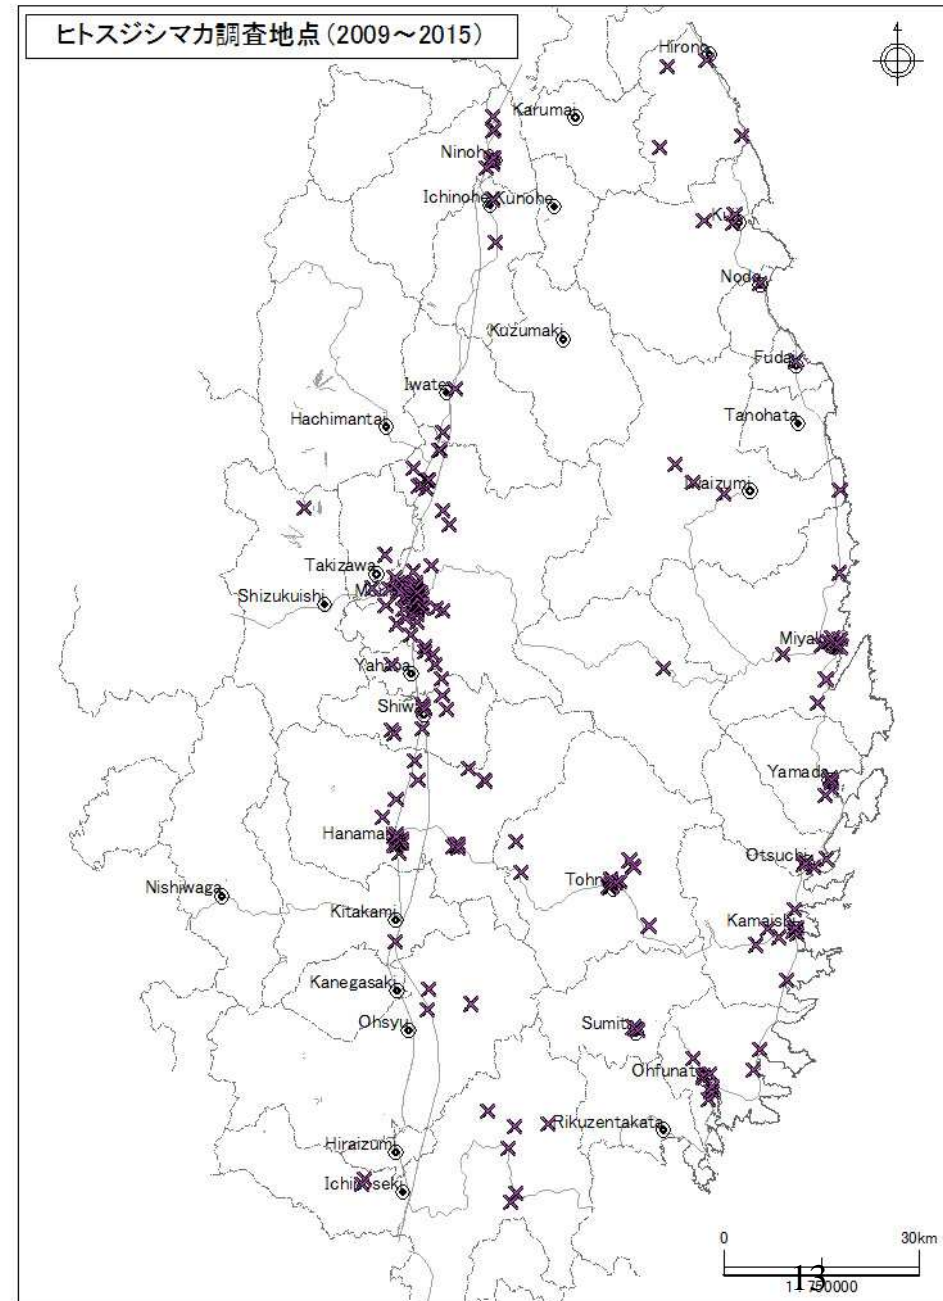 ヒトスジシマカ調査地点(2009～2015)
4
Hirono
Karumai
Ninohe
Ichinohe
Kunohe
Kuji
Noda
Kuzumaki
Fudai
Iwate
Hachimantai
Tanohata
Iwaizumi
Takizawa
Shizukuishi
Miyako
Yahaba
Shiwa
Yamada
Hanamaki
Otsuchi
Tohno
Nishiwaga
Kitakami
Kamaishi
Kanegasaki
Ohsyu
Sumita
Ohfunato
Rikuzentakata
Hiraizumi
Ichinoseki
0 30km
13